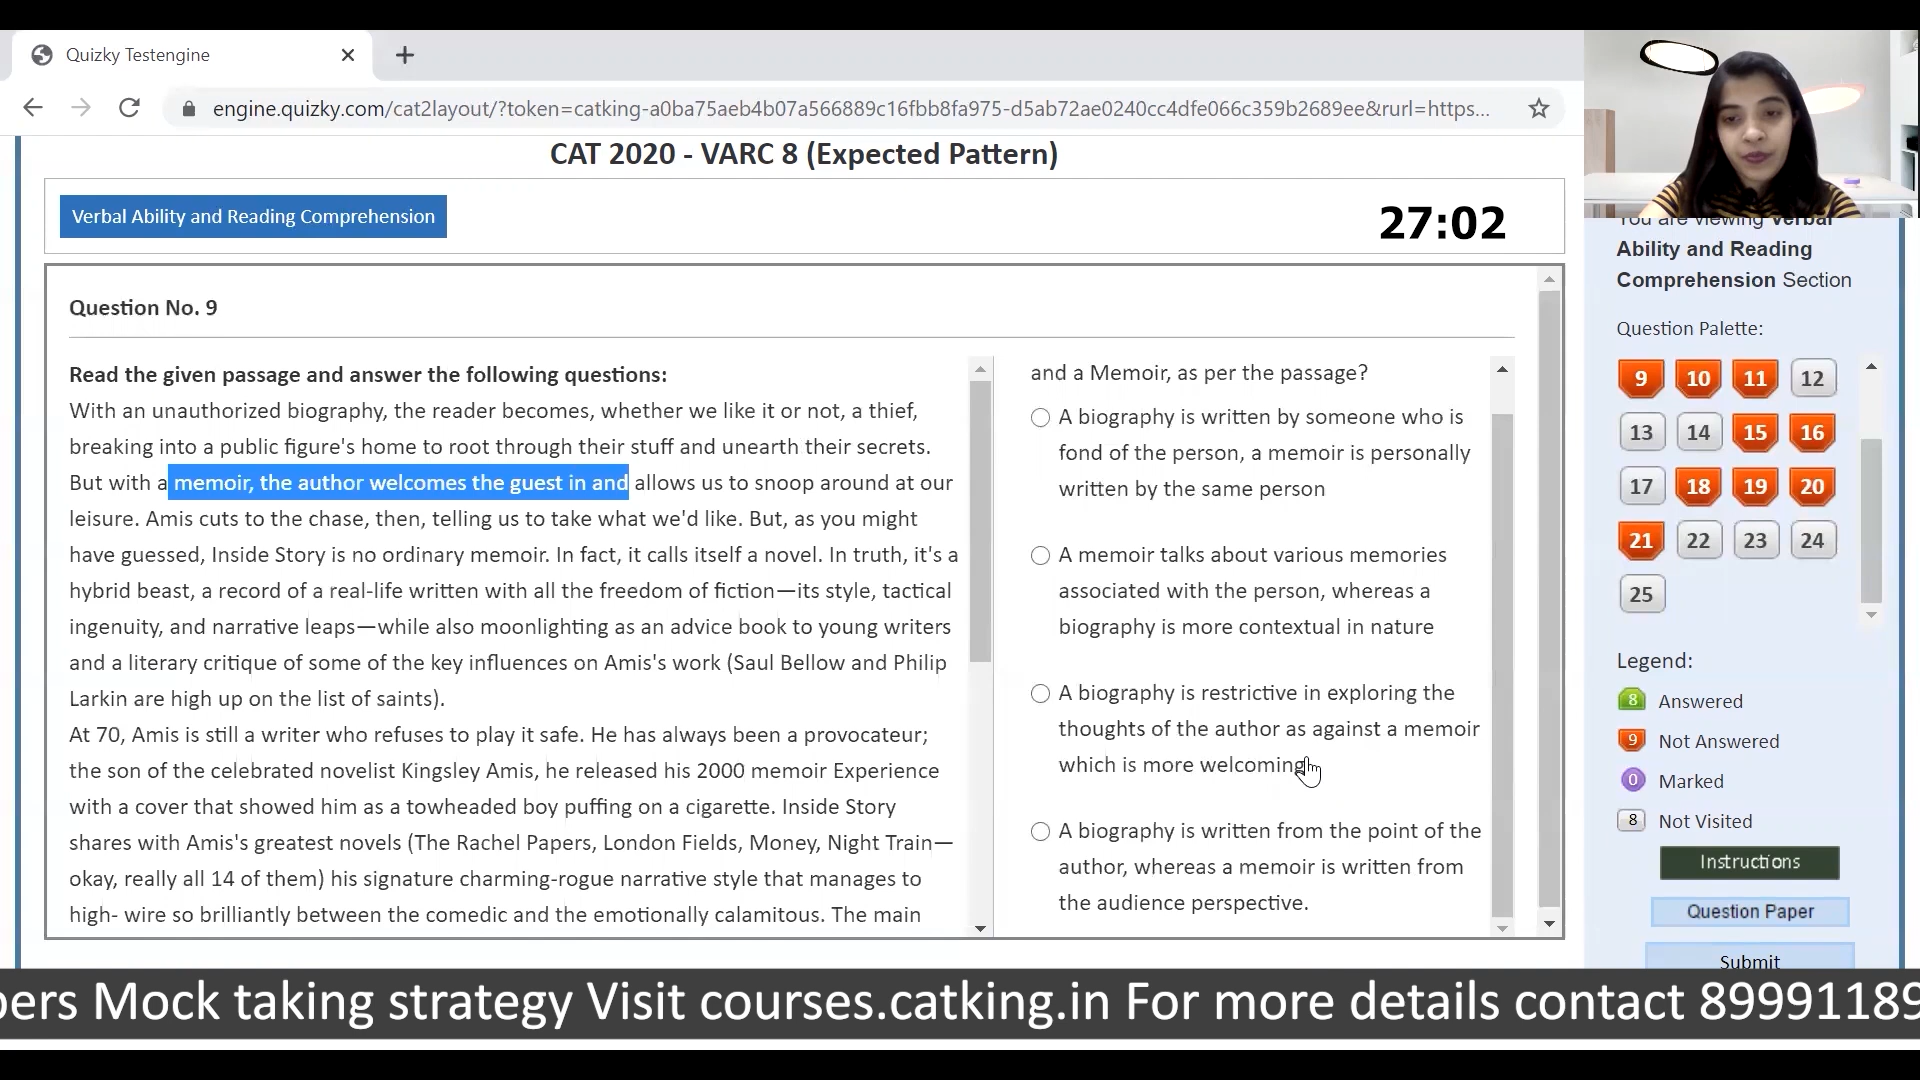 Quizky Testengine
engine.quizky.com/cat2layout/?token=catking-a0ba75aeb4b07a566889c16fbb8fa975-d5ab72ae0240cc4dfe066c359b2689ee&rurl=https...
CAT 2020 - VARC 8 (Expected Pattern)
Verbal Ability and Reading Comprehension
27:02
Question No. 9
Read the given passage and answer the following questions:
With an unauthorized biography, the reader becomes, whether we like it or not, a thief,
breaking into a public figure's home to root through their stuff and unearth their secrets.
But with a memoir, the author welcomes the guest in and allows us to snoop around at our
leisure. Amis cuts to the chase, then, telling us to take what we'd like. But, as you might
have guessed, Inside Story is no ordinary memoir. In fact, it calls itself a novel. In truth, it's a
hybrid beast, a record of a real-life written with all the freedom of fiction—its style, tactical
ingenuity, and narrative leaps—while also moonlighting as an advice book to young writers
and a literary critique of some of the key influences on Amis's work (Saul Bellow and Philip
Larkin are high up on the list of saints).
At 70, Amis is still a writer who refuses to play it safe. He has always been a provocateur;
the son of the celebrated novelist Kingsley Amis, he released his 2000 memoir Experience
with a cover that showed him as a towheaded boy puffing on a cigarette. Inside Story
shares with Amis's greatest novels (The Rachel Papers, London Fields, Money, Night Train—
okay, really all 14 of them) his signature charming-rogue narrative style that manages to
high- wire so brilliantly between the comedic and the emotionally calamitous. The main
and a Memoir, as per the passage?
A biography is written by someone who is
fond of the person, a memoir is personally
written by the same person
A memoir talks about various memories
associated with the person, whereas a
biography is more contextual in nature
A biography is restrictive in exploring the
thoughts of the author as against a memoir
which is more welcoming
A biography is written from the point of the
author, whereas a memoir is written from
the audience perspective.
You are viewing Verbal
Ability and Reading
Comprehension Section
Question Palette:
9 10 11 12
13 14 15 16
17 18 19 20
21 22 23 24
25
Legend:
8 Answered
9 Not Answered
0 Marked
8 Not Visited
Instructions
Question Paper
Submit
pers Mock taking strategy Visit courses.catking.in For more details contact 89991189